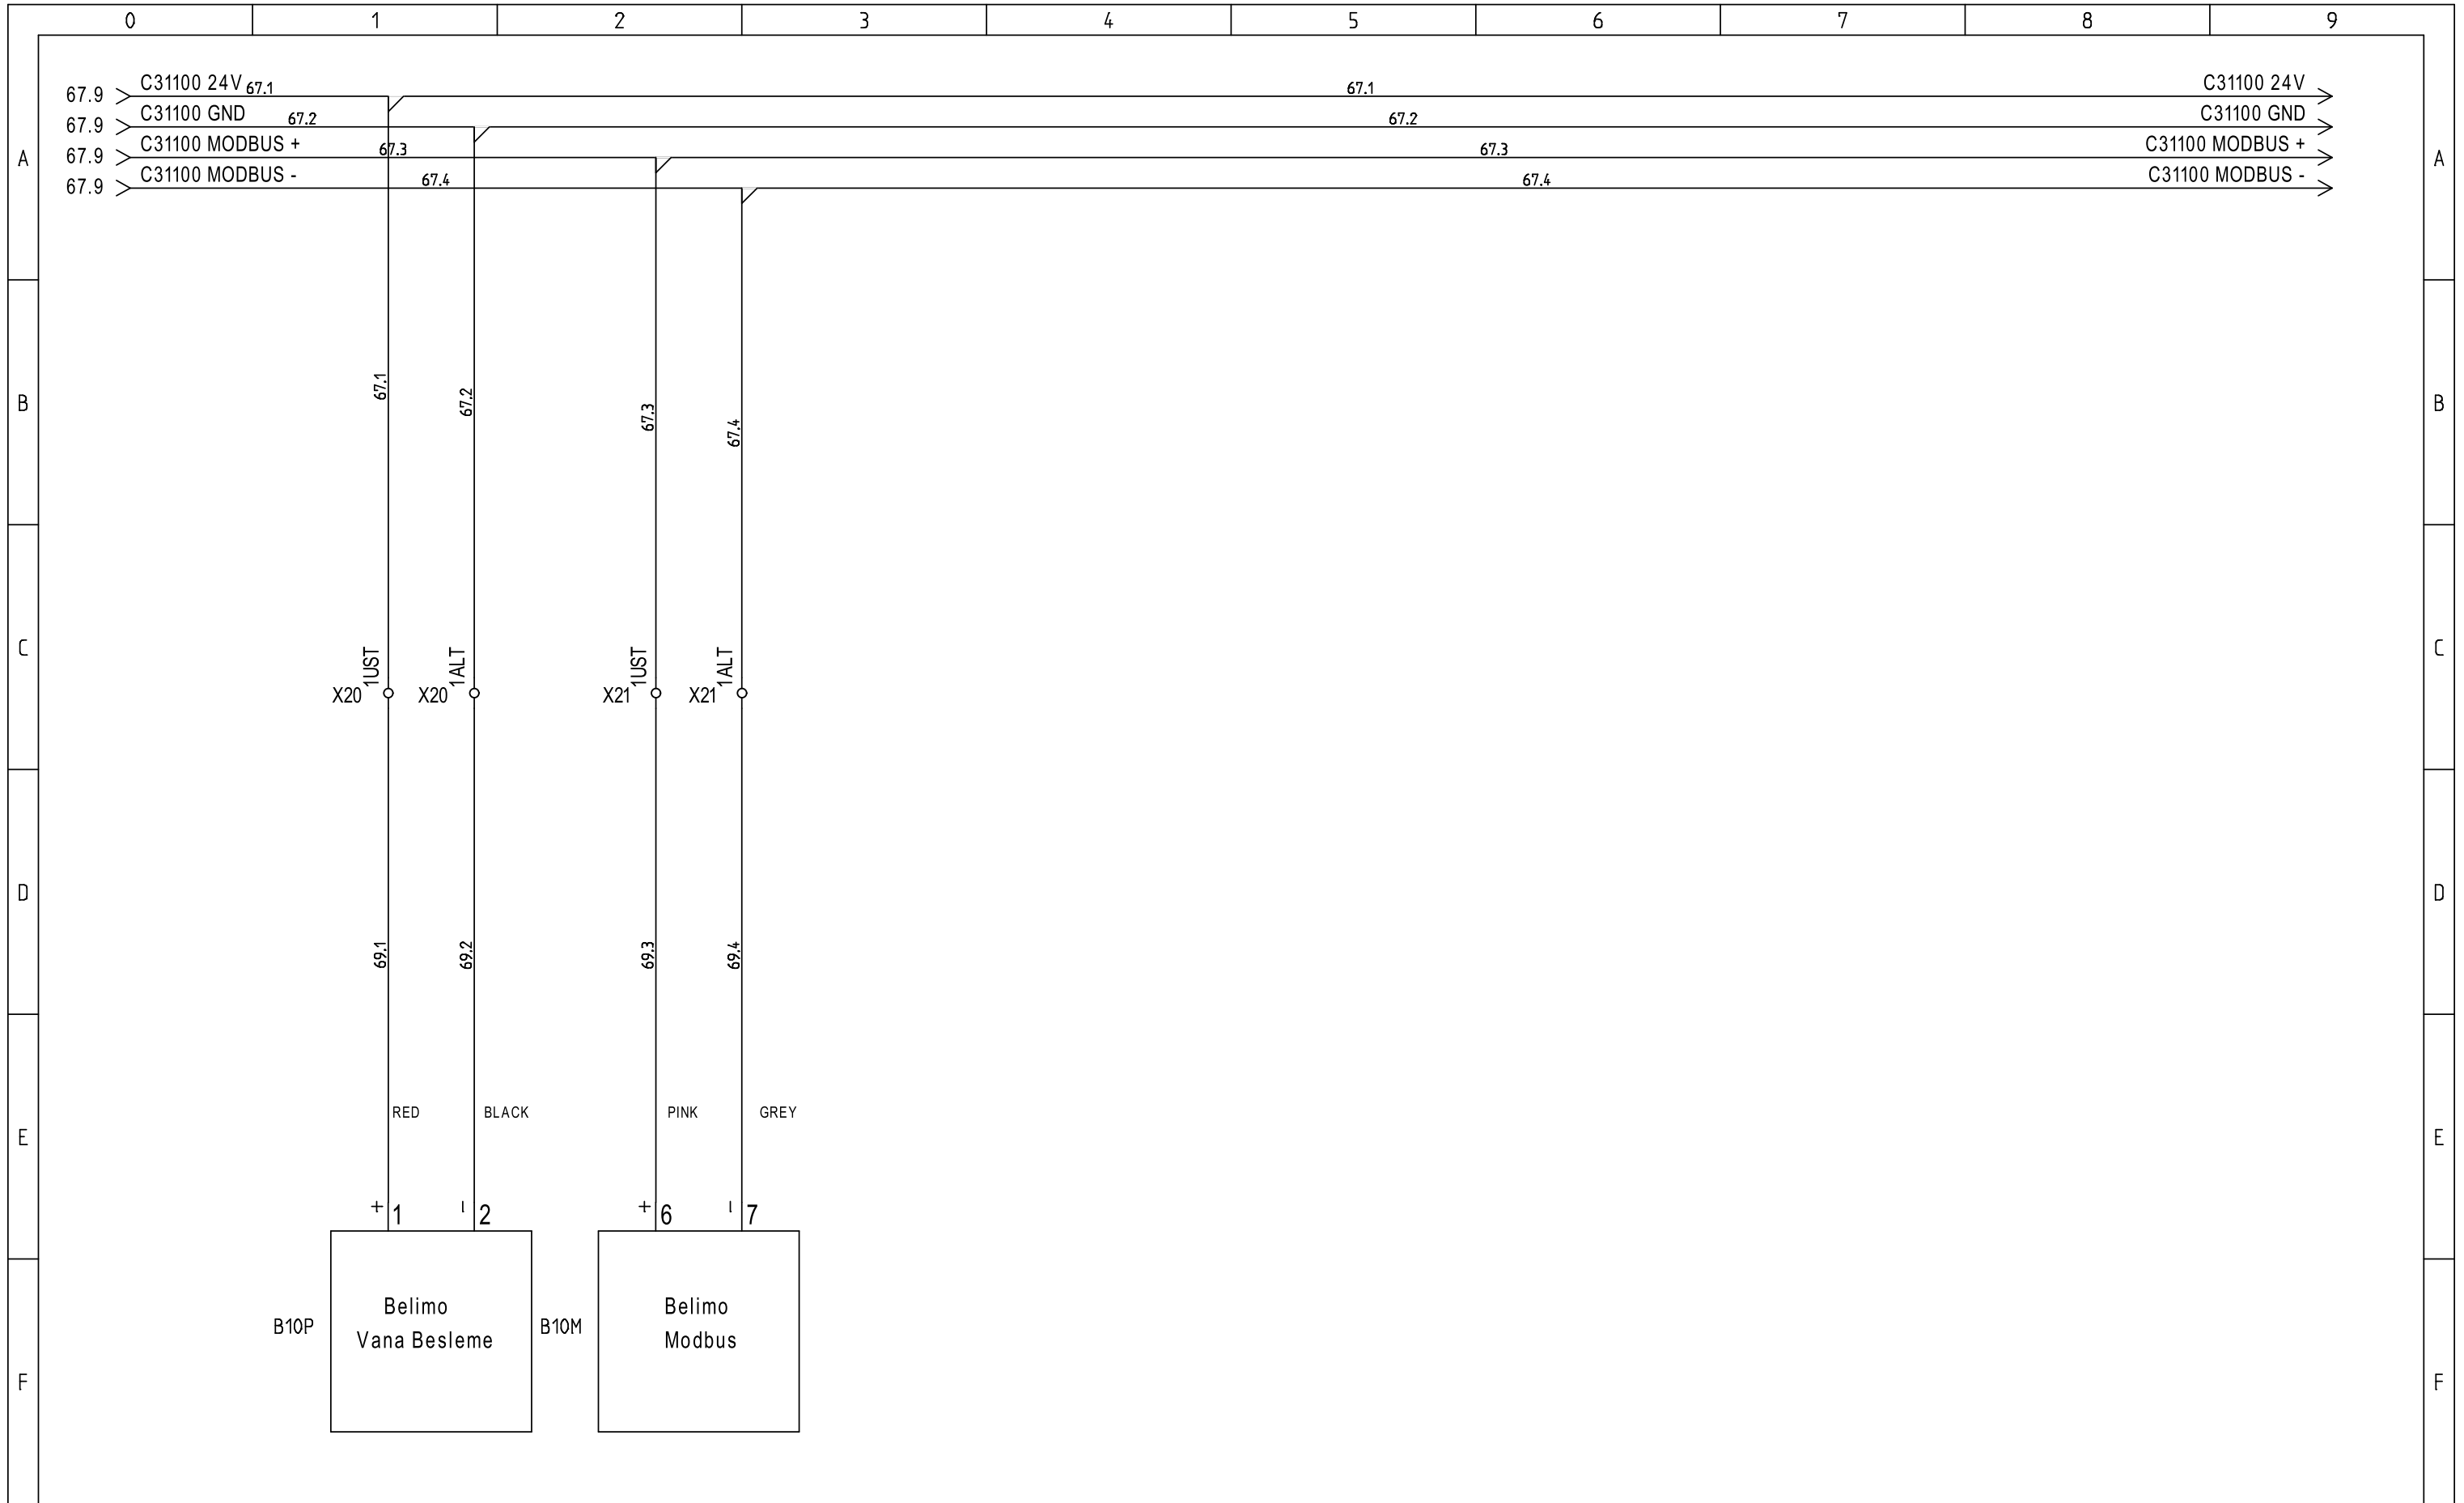 0 1 2 3 4 5 6 7 8 9
67.9 C31100 24V 67.1 67.1 C31100 24V
67.9 C31100 GND 67.2 67.2 C31100 GND
67.9 C31100 MODBUS + 67.3 67.3 C31100 MODBUS +
67.9 C31100 MODBUS - 67.4 67.4 C31100 MODBUS -
A A
67.1 67.2 67.3 67.4
B B
C C
X20 1UST X20 1ALT X21 1UST X21 1ALT
D D
69.1 69.2 69.3 69.4
RED BLACK PINK GREY
E E
+ 1 - 2 + 6 - 7
B10P
Belimo
Vana Besleme
B10M
Belimo
Modbus
F F